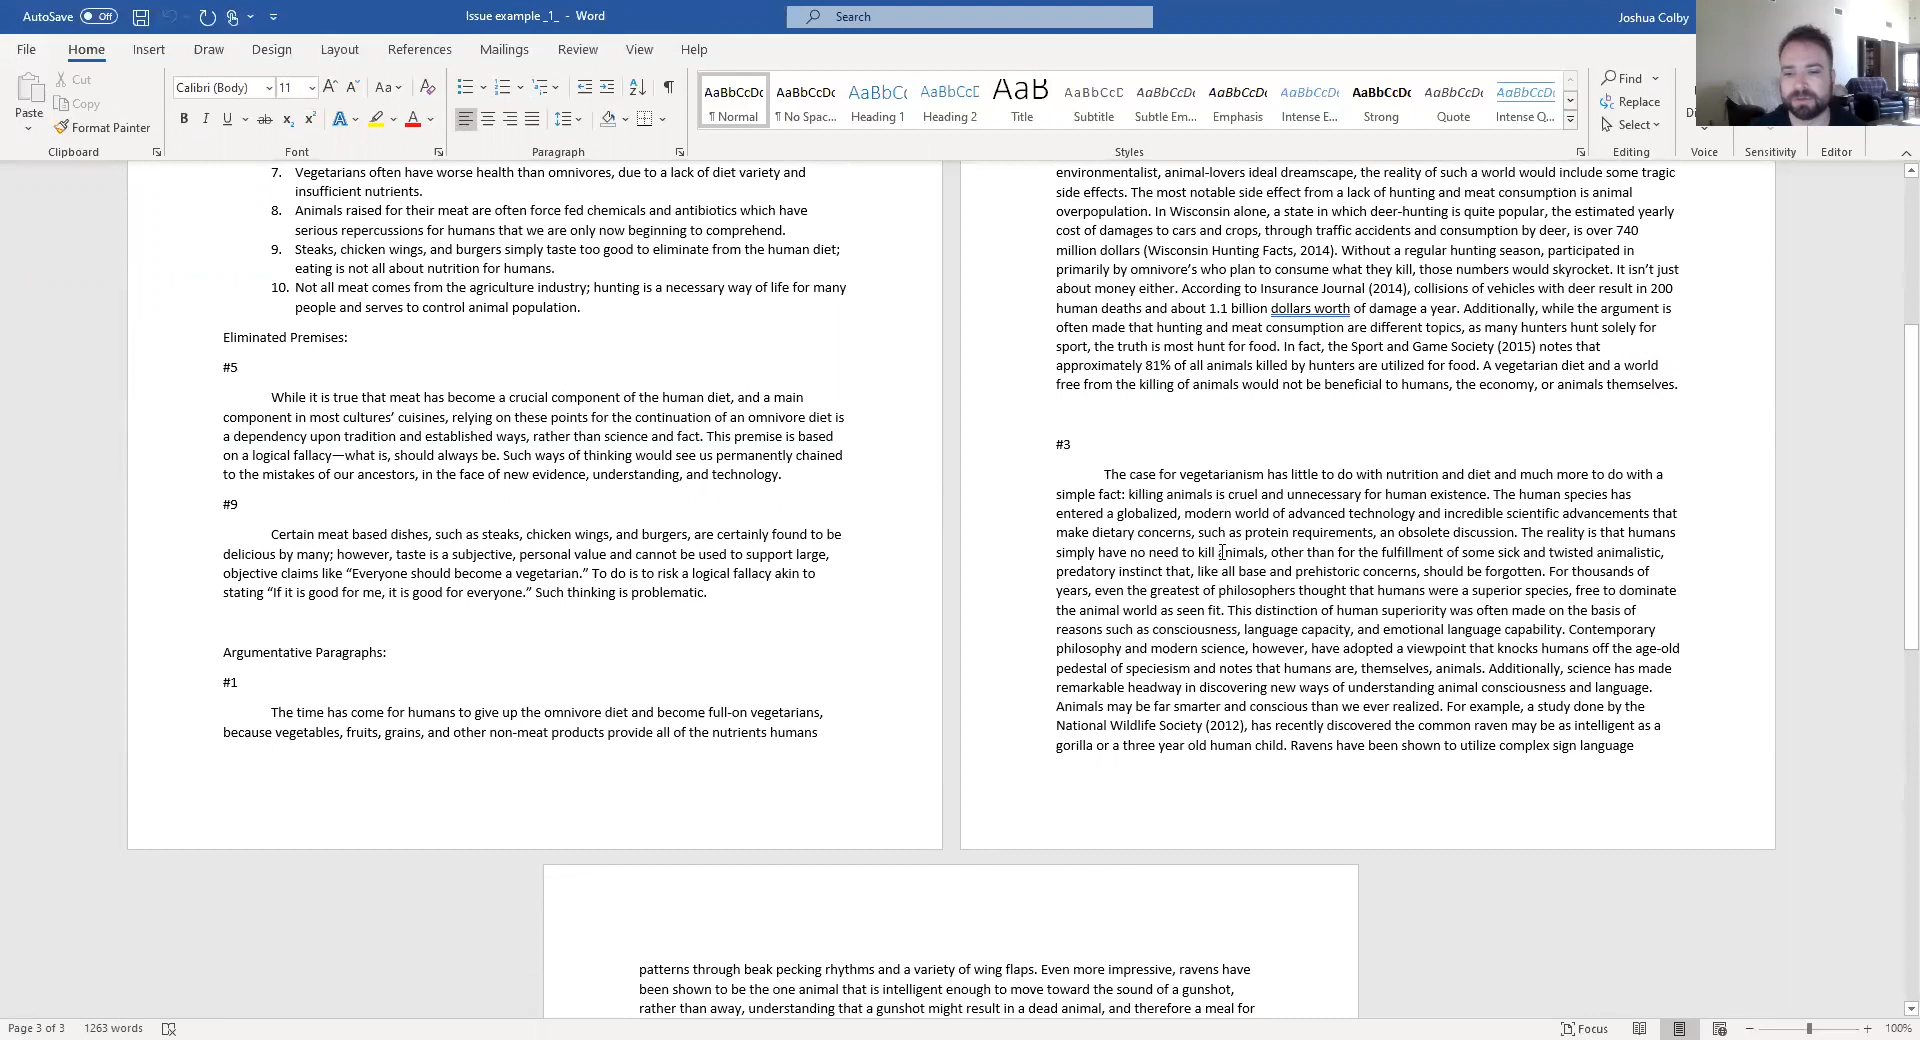 AutoSave Off
Issue example _1_ - Word
Search
Joshua Colby
File Home Insert Draw Design Layout References Mailings Review View Help
Paste
Cut
Copy
Format Painter
Clipboard
Calibri (Body) 11
Font
Paragraph
AaBbCcDc AaBbCcDc AaBbC( AaBbCcE AaB AaBbCcD AaBbCcDc AaBbCcDc AaBbCcDc AaBbCcDc AaBbCcDc AaBbCcDc
¶ Normal ¶ No Spac... Heading 1 Heading 2 Title Subtitle Subtle Em... Emphasis Intense E... Strong Quote Intense Q...
Styles
Find
Replace
Select
Editing
Voice
Sensitivity
Editor
7. Vegetarians often have worse health than omnivores, due to a lack of diet variety and
insufficient nutrients.
8. Animals raised for their meat are often force fed chemicals and antibiotics which have
serious repercussions for humans that we are only now beginning to comprehend.
9. Steaks, chicken wings, and burgers simply taste too good to eliminate from the human diet;
eating is not all about nutrition for humans.
10. Not all meat comes from the agriculture industry; hunting is a necessary way of life for many
people and serves to control animal population.
Eliminated Premises:
#5
While it is true that meat has become a crucial component of the human diet, and a main
component in most cultures’ cuisines, relying on these points for the continuation of an omnivore diet is
a dependency upon tradition and established ways, rather than science and fact. This premise is based
on a logical fallacy—what is, should always be. Such ways of thinking would see us permanently chained
to the mistakes of our ancestors, in the face of new evidence, understanding, and technology.
#9
Certain meat based dishes, such as steaks, chicken wings, and burgers, are certainly found to be
delicious by many; however, taste is a subjective, personal value and cannot be used to support large,
objective claims like “Everyone should become a vegetarian.” To do is to risk a logical fallacy akin to
stating “If it is good for me, it is good for everyone.” Such thinking is problematic.
Argumentative Paragraphs:
#1
The time has come for humans to give up the omnivore diet and become full-on vegetarians,
because vegetables, fruits, grains, and other non-meat products provide all of the nutrients humans
environmentalist, animal-lovers ideal dreamscape, the reality of such a world would include some tragic
side effects. The most notable side effect from a lack of hunting and meat consumption is animal
overpopulation. In Wisconsin alone, a state in which deer-hunting is quite popular, the estimated yearly
cost of damages to cars and crops, through traffic accidents and consumption by deer, is over 740
million dollars (Wisconsin Hunting Facts, 2014). Without a regular hunting season, participated in
primarily by omnivore’s who plan to consume what they kill, those numbers would skyrocket. It isn’t just
about money either. According to Insurance Journal (2014), collisions of vehicles with deer result in 200
human deaths and about 1.1 billion dollars worth of damage a year. Additionally, while the argument is
often made that hunting and meat consumption are different topics, as many hunters hunt solely for
sport, the truth is most hunt for food. In fact, the Sport and Game Society (2015) notes that
approximately 81% of all animals killed by hunters are utilized for food. A vegetarian diet and a world
free from the killing of animals would not be beneficial to humans, the economy, or animals themselves.
#3
The case for vegetarianism has little to do with nutrition and diet and much more to do with a
simple fact: killing animals is cruel and unnecessary for human existence. The human species has
entered a globalized, modern world of advanced technology and incredible scientific advancements that
make dietary concerns, such as protein requirements, an obsolete discussion. The reality is that humans
simply have no need to kill animals, other than for the fulfillment of some sick and twisted animalistic,
predatory instinct that, like all base and prehistoric concerns, should be forgotten. For thousands of
years, even the greatest of philosophers thought that humans were a superior species, free to dominate
the animal world as seen fit. This distinction of human superiority was often made on the basis of
reasons such as consciousness, language capacity, and emotional language capability. Contemporary
philosophy and modern science, however, have adopted a viewpoint that knocks humans off the age-old
pedestal of speciesism and notes that humans are, themselves, animals. Additionally, science has made
remarkable headway in discovering new ways of understanding animal consciousness and language.
Animals may be far smarter and conscious than we ever realized. For example, a study done by the
National Wildlife Society (2012), has recently discovered the common raven may be as intelligent as a
gorilla or a three year old human child. Ravens have been shown to utilize complex sign language
patterns through beak pecking rhythms and a variety of wing flaps. Even more impressive, ravens have
been shown to be the one animal that is intelligent enough to move toward the sound of a gunshot,
rather than away, understanding that a gunshot might result in a dead animal, and therefore a meal for
Page 3 of 3 1263 words
Focus
100%